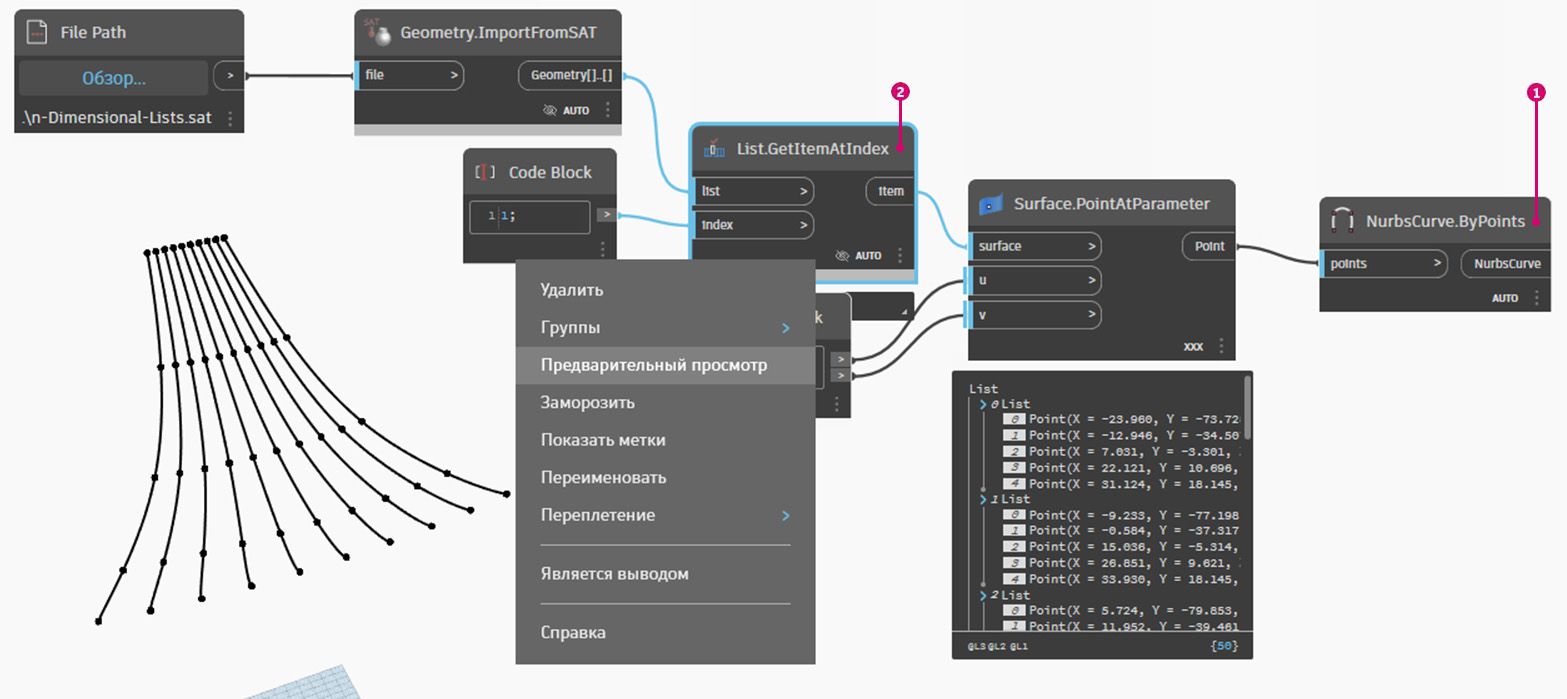 File Path
Обзор...
>
.\n-Dimensional-Lists.sat
SAT
Geometry.ImportFromSAT
file >
Geometry[]..[]
AUTO
Code Block
1 1;
>
2
List.GetItemAtIndex
list >
item
index >
AUTO
k
>
>
Удалить
Группы >
Предварительный просмотр
Заморозить
Показать метки
Переименовать
Переплетение >
Является выводом
Справка
Surface.PointAtParameter
surface >
Point
u >
v >
XXX
1
NurbsCurve.ByPoints
points >
NurbsCurve
AUTO
List
0 List
0 Point(X = -23.960, Y = -73.72
1 Point(X = -12.946, Y = -34.50
2 Point(X = 7.031, Y = -3.301,
3 Point(X = 22.121, Y = 10.696,
4 Point(X = 31.124, Y = 18.145,
1 List
0 Point(X = -9.233, Y = -77.198
1 Point(X = -0.584, Y = -37.317
2 Point(X = 15.036, Y = -5.314,
3 Point(X = 26.851, Y = 9.621,
4 Point(X = 33.930, Y = 18.145,
2 List
0 Point(X = 5.724, Y = -79.853,
1 Point(X = 11.952, Y = -39.461
@L3 @L2 @L1 {50}